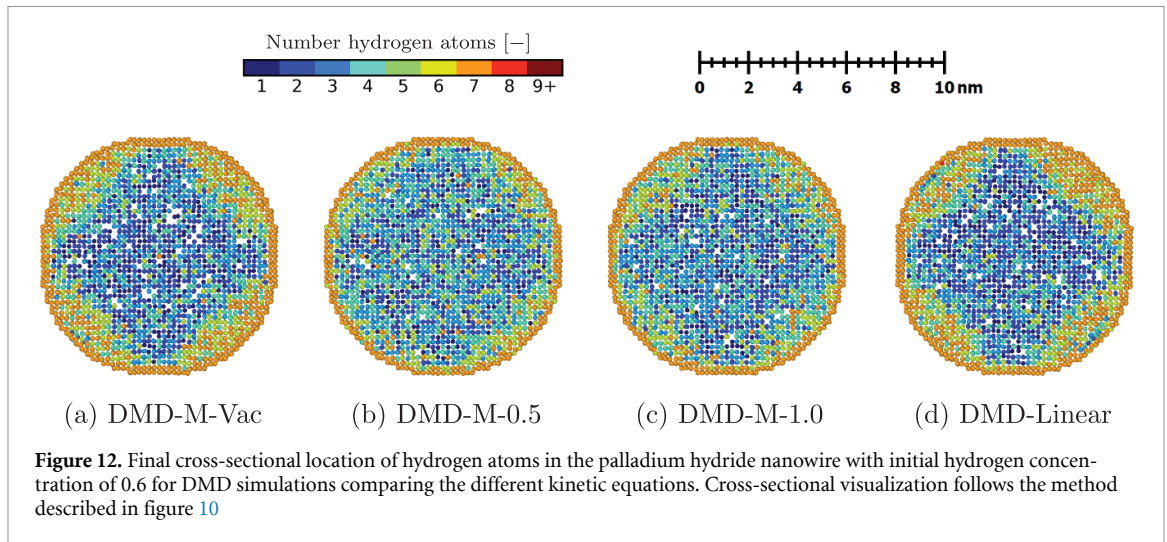 Number hydrogen atoms [−]
1 2 3 4 5 6 7 8 9+
0 2 4 6 8 10 nm
(a) DMD-M-Vac (b) DMD-M-0.5 (c) DMD-M-1.0 (d) DMD-Linear
Figure 12. Final cross-sectional location of hydrogen atoms in the palladium hydride nanowire with initial hydrogen concen-
tration of 0.6 for DMD simulations comparing the different kinetic equations. Cross-sectional visualization follows the method
described in figure 10